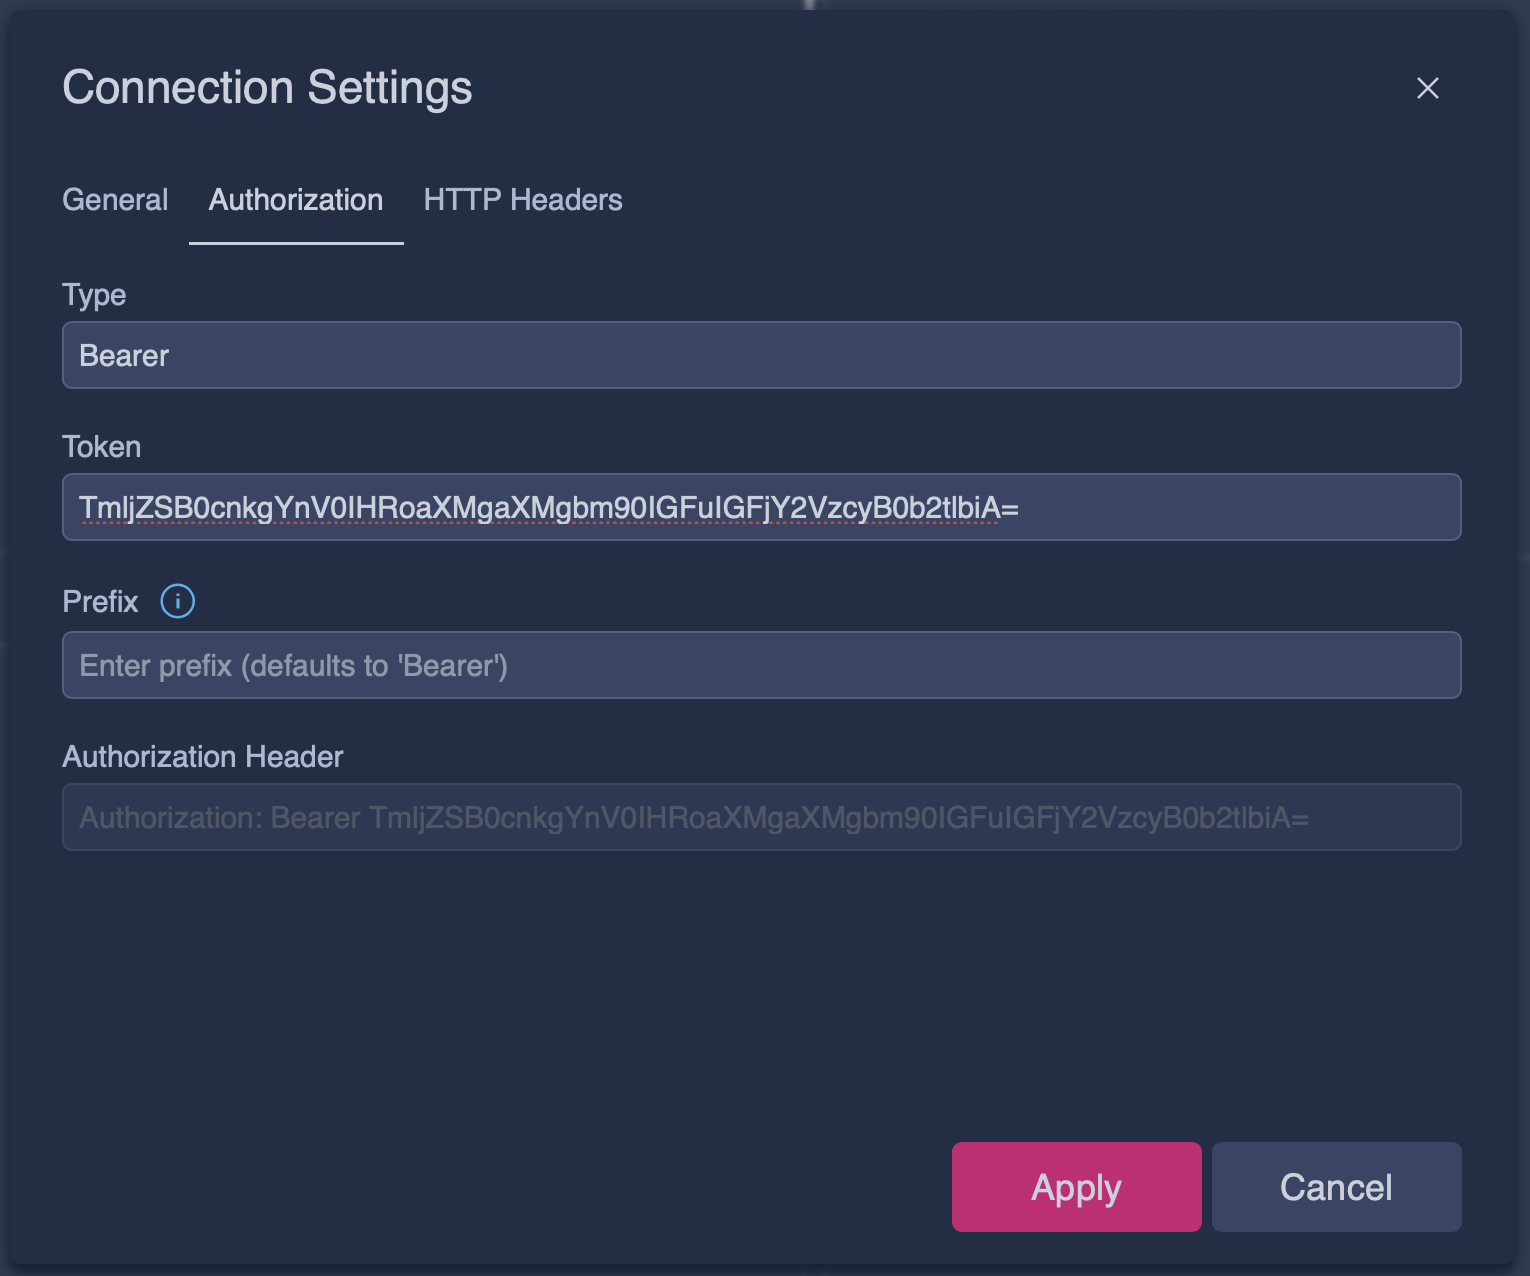 Connection Settings
General Authorization HTTP Headers
Type
Bearer
Token
TmljZSB0cnkgYnV0IHRoaXMgaXMgbm90IGFuIGFjY2VzcyB0b2tlbiA=
Prefix
Enter prefix (defaults to 'Bearer')
Authorization Header
Authorization: Bearer TmljZSB0cnkgYnV0IHRoaXMgaXMgbm90IGFuIGFjY2VzcyB0b2tlbiA=
Apply Cancel